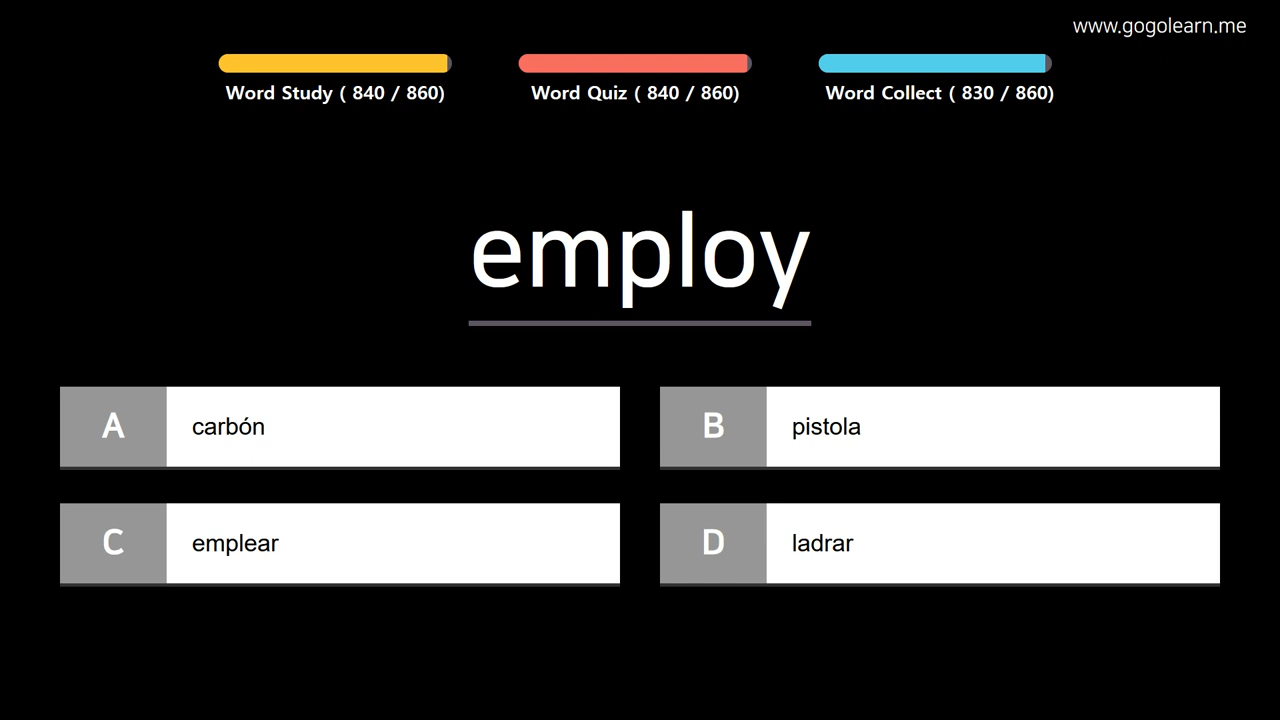 www.gogolearn.me
Word Study ( 840 / 860)
Word Quiz ( 840 / 860)
Word Collect ( 830 / 860)
employ
A carbón
B pistola
C emplear
D ladrar